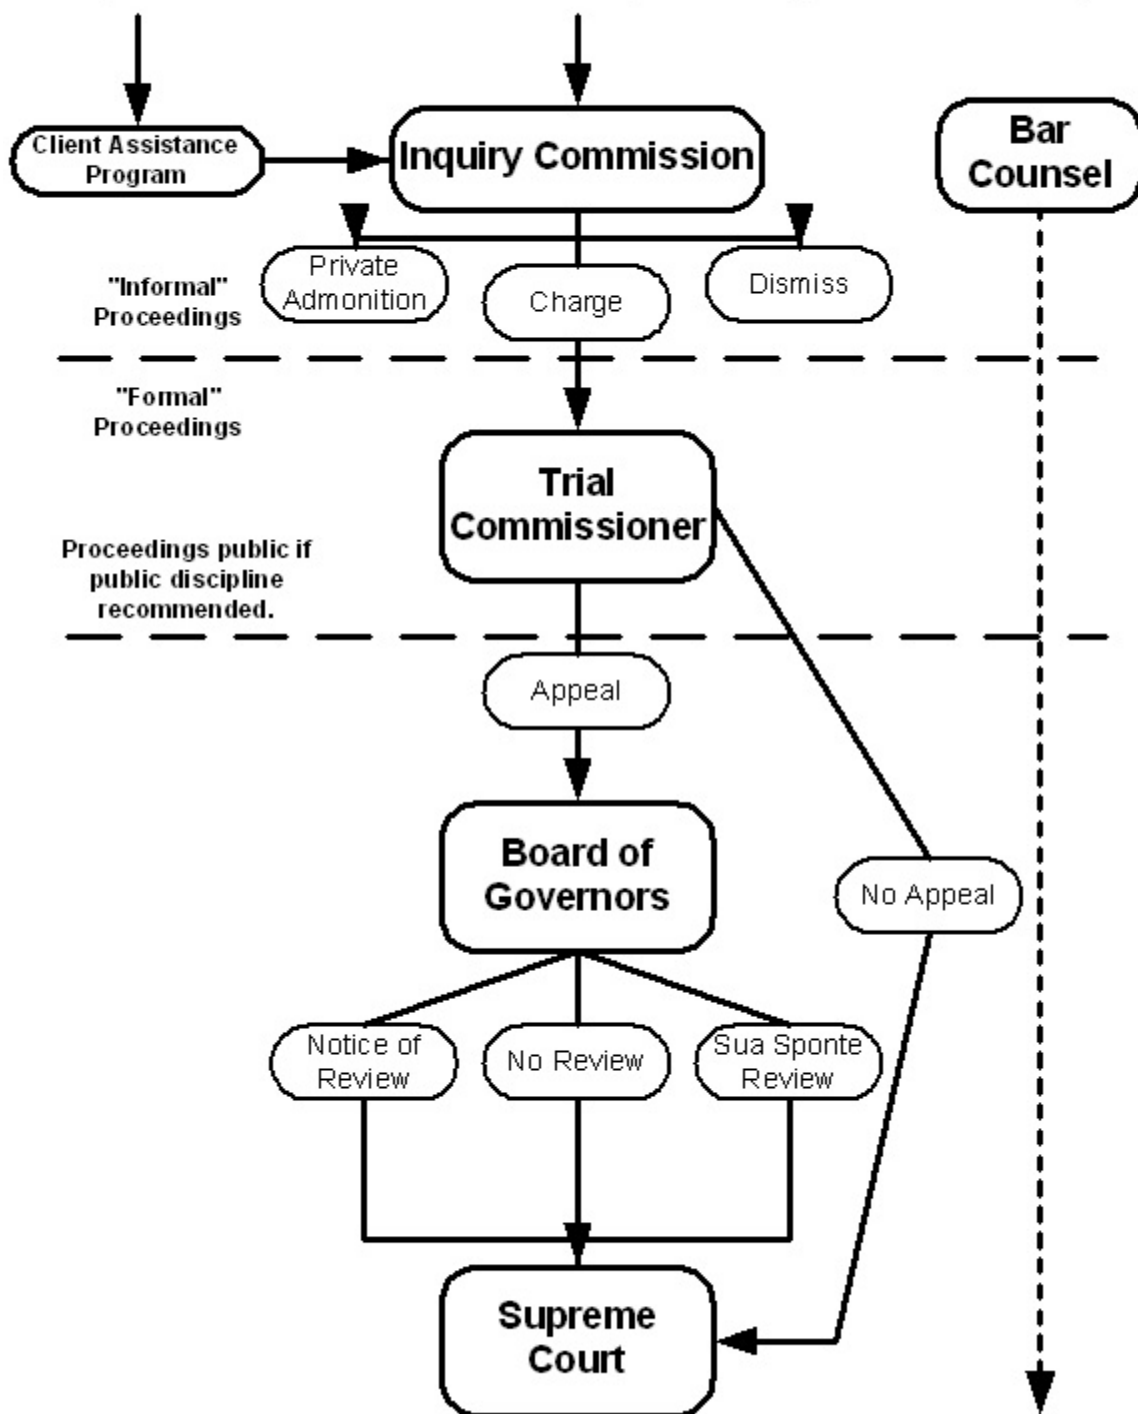 Client Assistance
Program
Inquiry Commission
Bar
Counsel
Private
Admonition
Charge
Dismiss
"Informal"
Proceedings
"Formal"
Proceedings
Trial
Commissioner
Proceedings public if
public discipline
recommended.
Appeal
Board of
Governors
No Appeal
Notice of
Review
No Review
Sua Sponte
Review
Supreme
Court